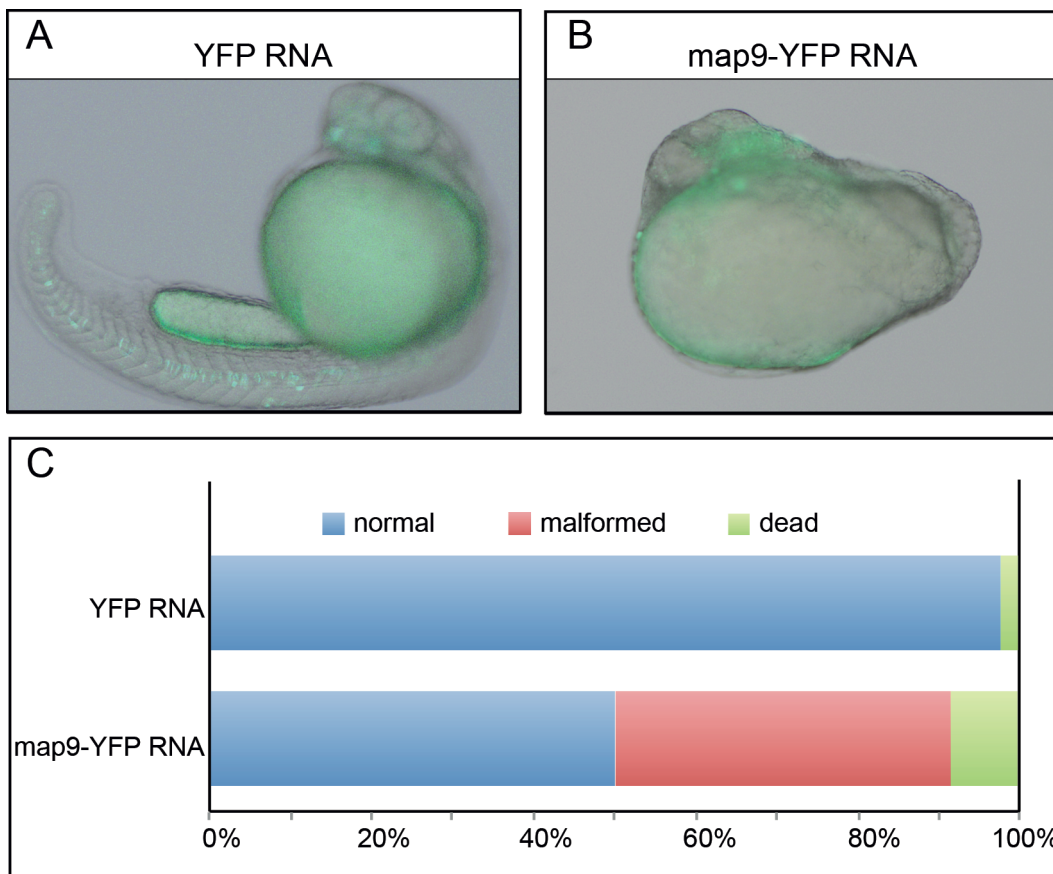 A
YFP RNA
B
map9-YFP RNA
C
normal malformed dead
YFP RNA
map9-YFP RNA
0% 20% 40% 60% 80% 100%